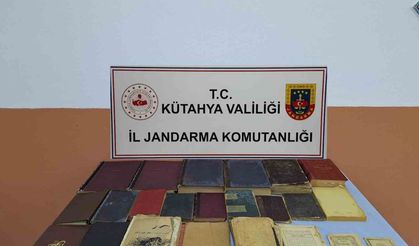 T.C.
KÜTAHYA VALİLİĞİ
İL JANDARMA KOMUTANLIĞI